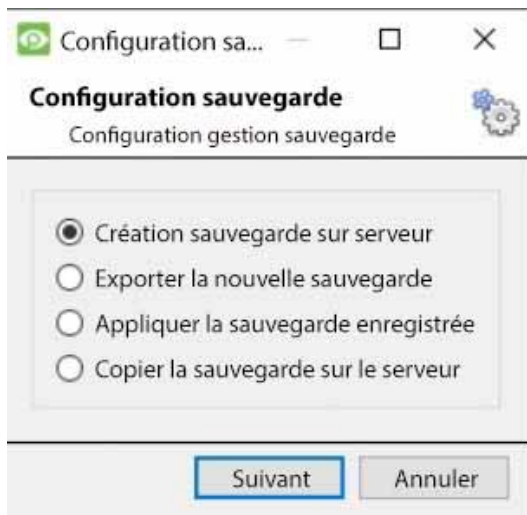 Configuration sa...
Configuration sauvegarde
Configuration gestion sauvegarde
Création sauvegarde sur serveur
Exporter la nouvelle sauvegarde
Appliquer la sauvegarde enregistrée
Copier la sauvegarde sur le serveur
Suivant Annuler